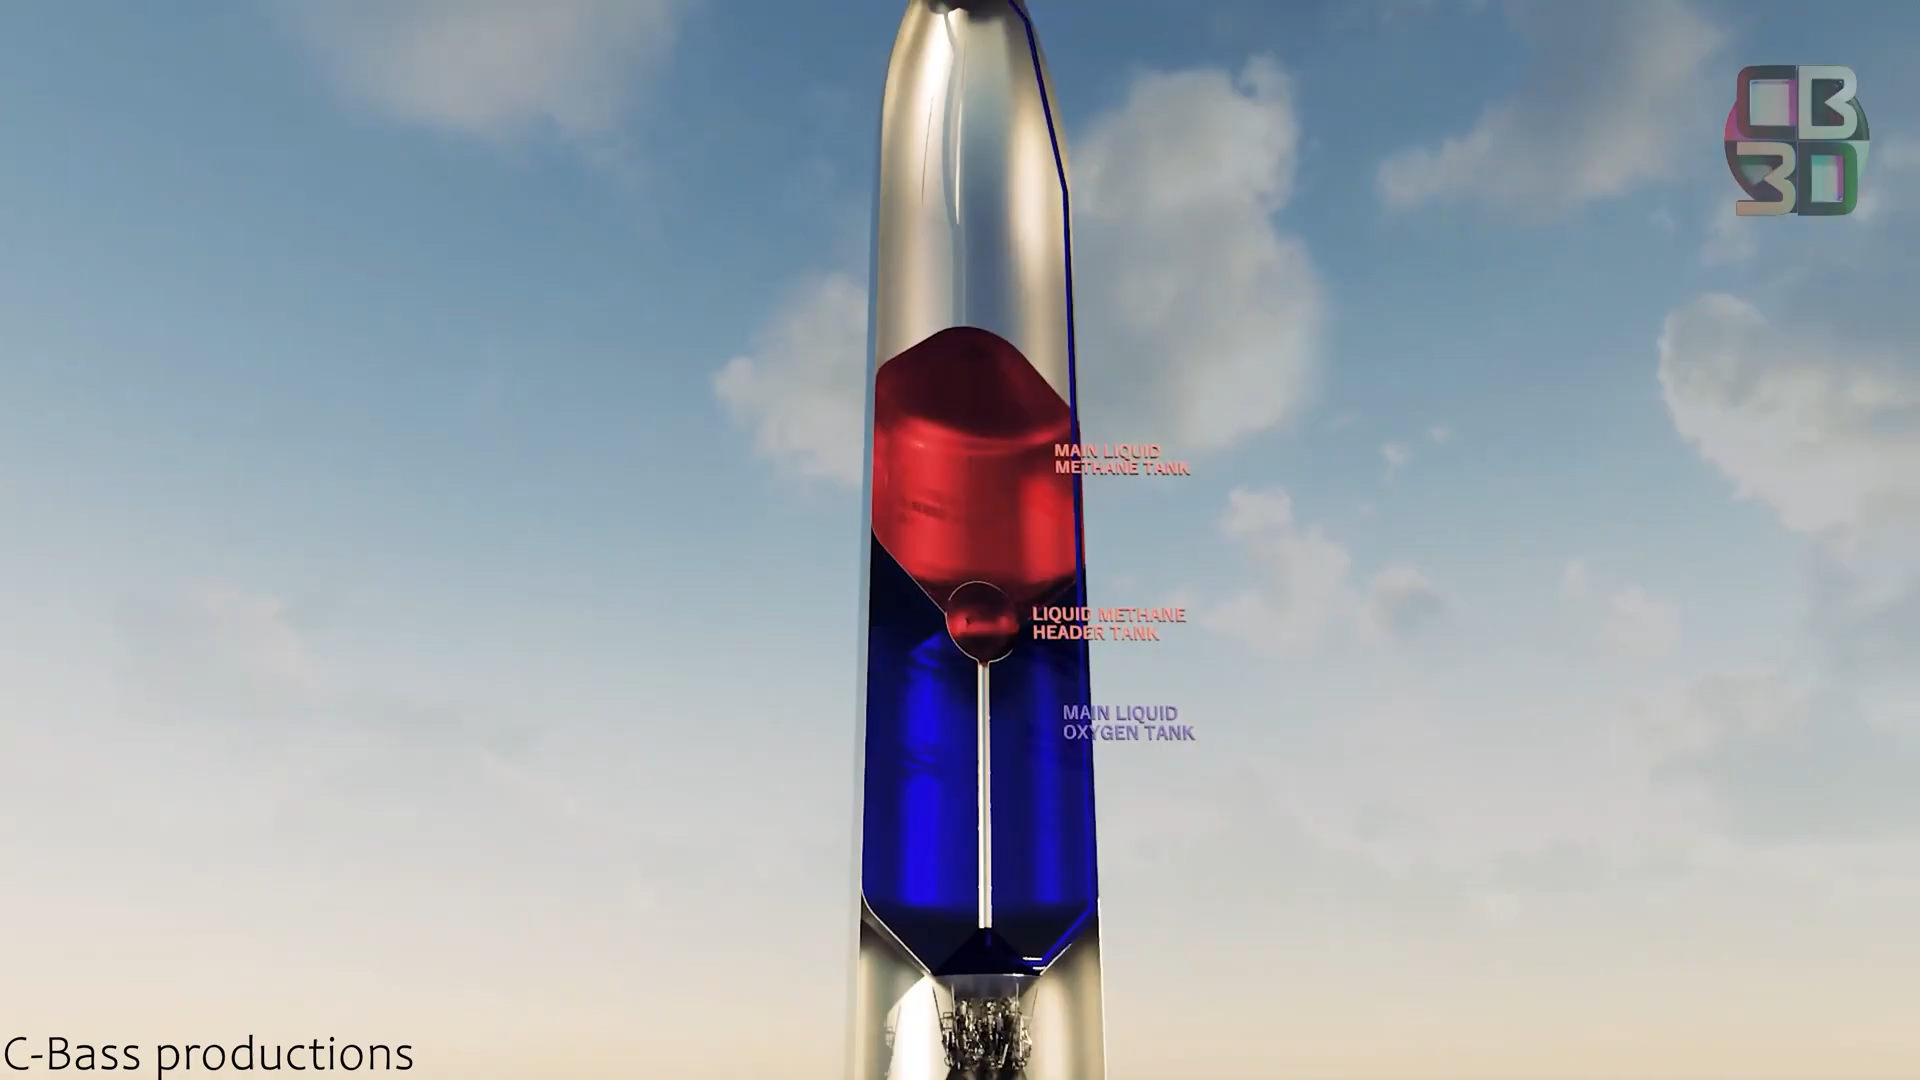 CB
3D
MAIN LIQUID
METHANE TANK
LIQUID METHANE
HEADER TANK
MAIN LIQUID
OXYGEN TANK
C-Bass productions